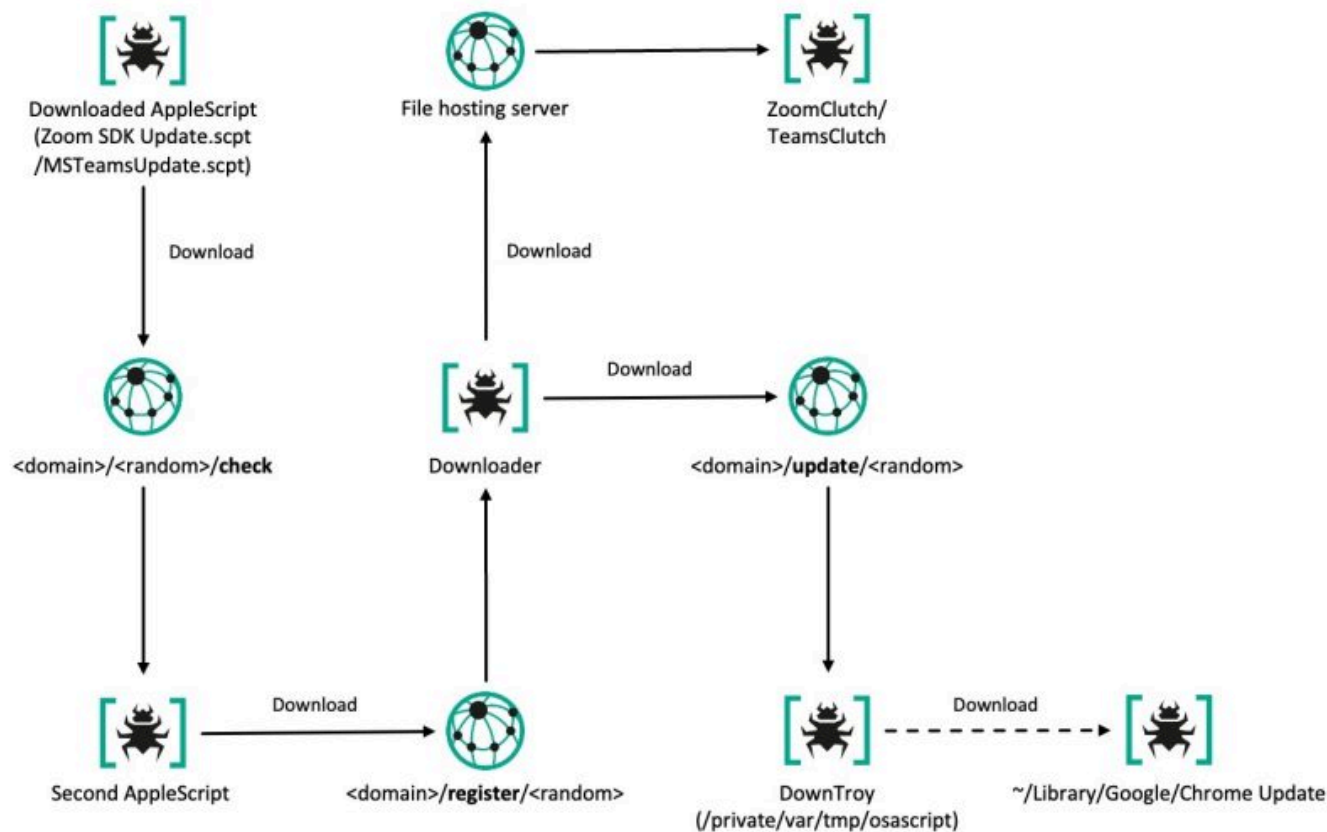 Downloaded AppleScript
(Zoom SDK Update.scpt
/MSTeamsUpdate.scpt)
File hosting server
ZoomClutch/
TeamsClutch
Download
Download
Download
<domain>/<random>/check
Downloader
<domain>/update/<random>
Download
Download
Second AppleScript
<domain>/register/<random>
DownTroy
(/private/var/tmp/osascript)
~/Library/Google/Chrome Update